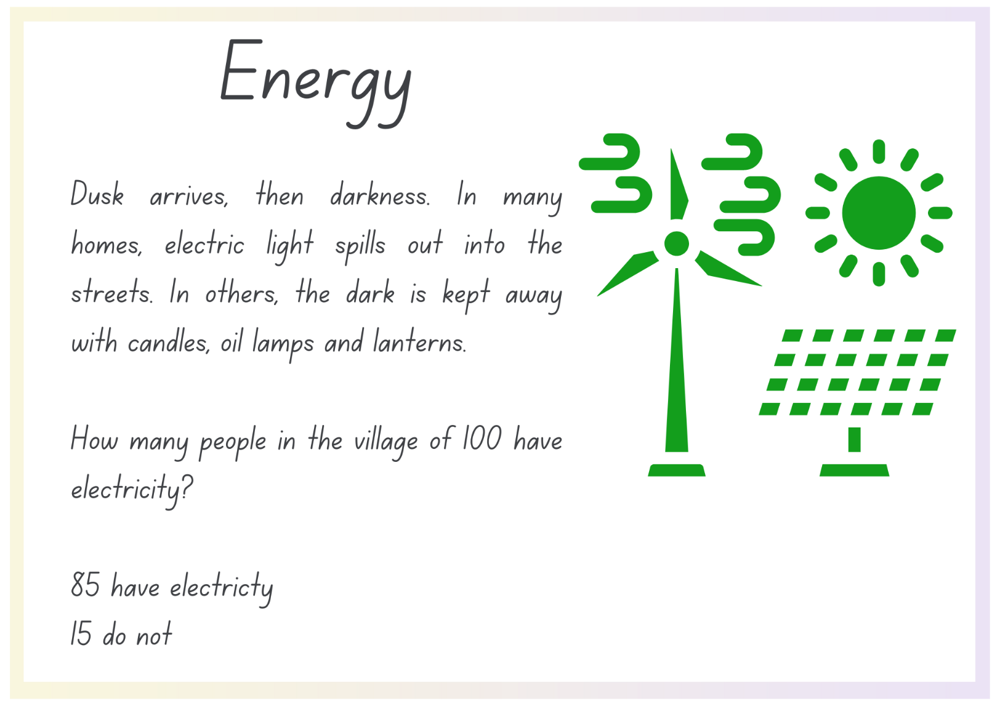 Energy
Dusk arrives, then darkness. In many
homes, electric light spills out into the
streets. In others, the dark is kept away
with candles, oil lamps and lanterns.
How many people in the village of 100 have
electricity?
85 have electricty
15 do not